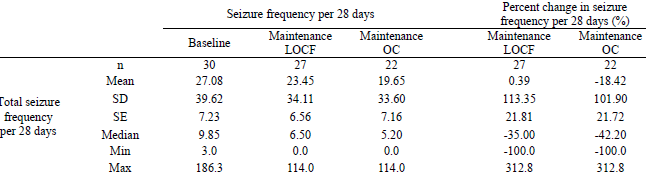 Seizure frequency per 28 days Percent change in seizure frequency per 28 days (%)
Baseline Maintenance LOCF Maintenance OC Maintenance LOCF Maintenance OC
n 30 27 22 27 22
Mean 27.08 23.45 19.65 0.39 -18.42
Total seizure frequency per 28 days
SD 39.62 34.11 33.60 113.35 101.90
SE 7.23 6.56 7.16 21.81 21.72
Median 9.85 6.50 5.20 -35.00 -42.20
Min 3.0 0.0 0.0 -100.0 -100.0
Max 186.3 114.0 114.0 312.8 312.8